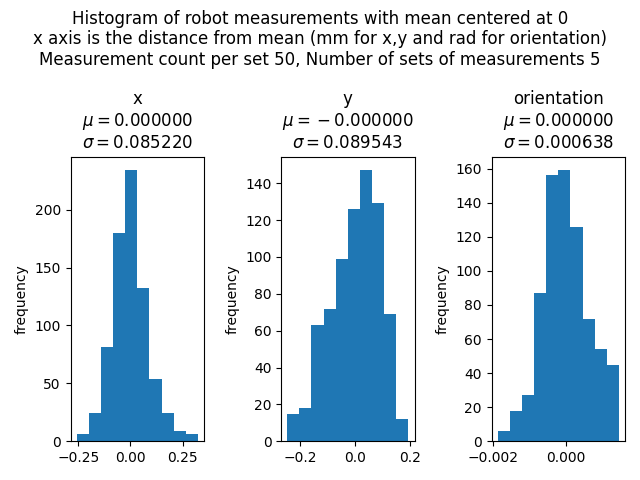 Histogram of robot measurements with mean centered at 0
x axis is the distance from mean (mm for x,y and rad for orientation)
Measurement count per set 50, Number of sets of measurements 5
x
μ = 0.000000
σ = 0.085220
frequency
200
150
100
50
0
−0.25 0.00 0.25
y
μ = − 0.000000
σ = 0.089543
frequency
140
120
100
80
60
40
20
0
−0.2 0.0 0.2
orientation
μ = 0.000000
σ = 0.000638
frequency
160
140
120
100
80
60
40
20
0
−0.002 0.000